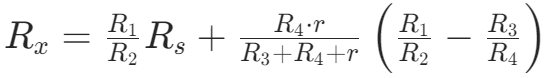 $R_x = \frac{R_1}{R_2} R_s + \frac{R_4 \cdot r}{R_3 + R_4 + r} \left( \frac{R_1}{R_2} - \frac{R_3}{R_4} \right)$